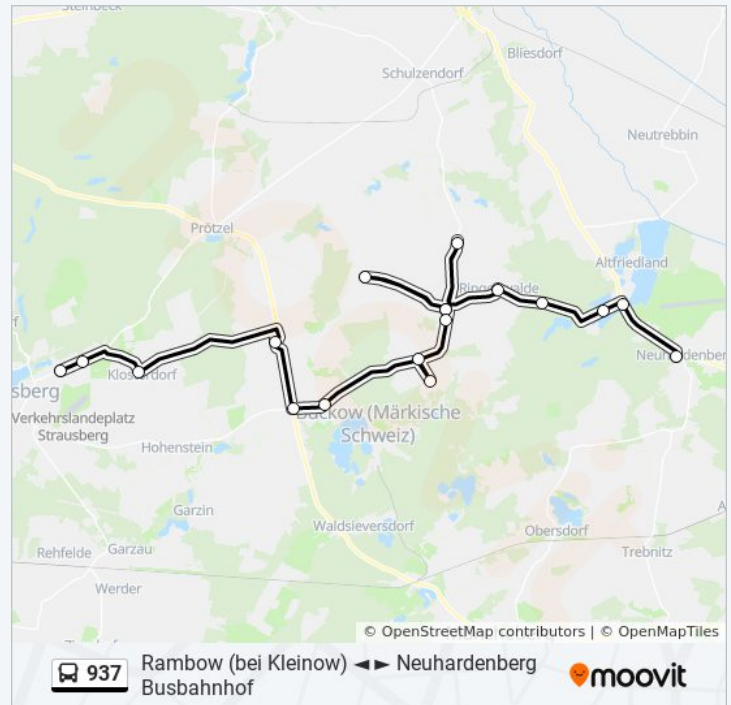 Steinbeck
Bliesdorf
Schulzendorf
Neutrebbin
Prötzel
Altfriedland
Ringenwalde
Neuhardenberg
Klosterdorf
sberg
Verkehrslandeplatz
Strausberg
Buckow (Märkische
Schweiz)
Hohenstein
Garzin
Waldsieversdorf
Obersdorf
Rehfelde
Garzau
Trebnitz
Werder
© OpenStreetMap contributors | © OpenMapTiles
937
Rambow (bei Kleinow) ◄► Neuhardenberg
Busbahnhof
moovit